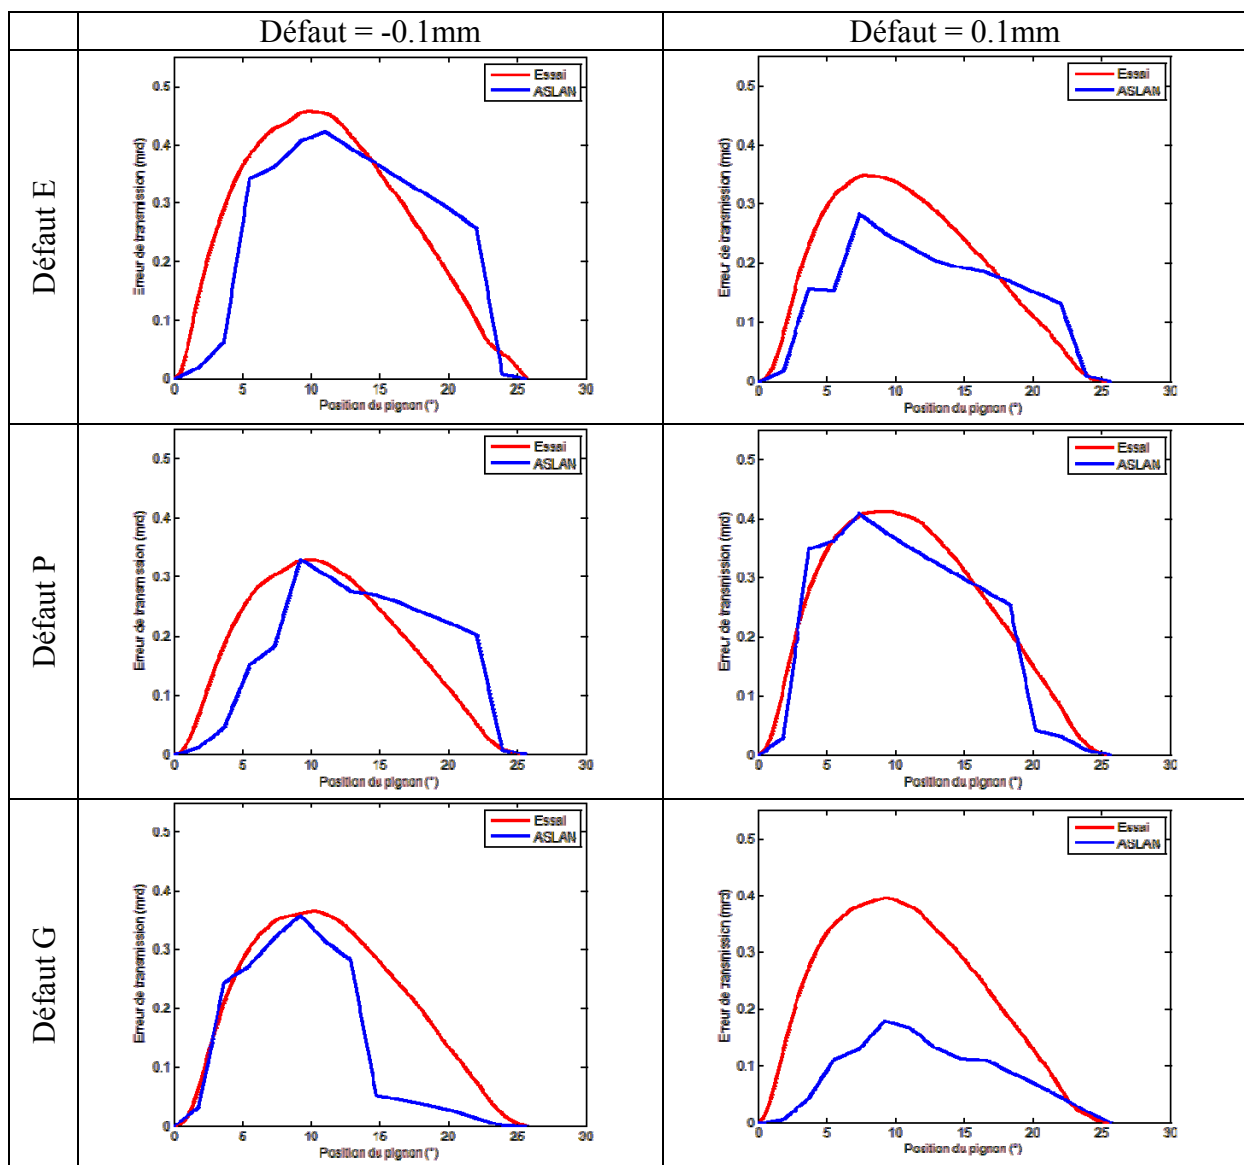 Défaut = -0.1mm
Défaut = 0.1mm
Défaut E
Erreur de transmission (mrd)
0.5
0.4
0.3
0.2
0.1
0
0 5 10 15 20 25 30
Position du pignon (°)
Essai
ASLAN
Erreur de transmission (mrd)
0.5
0.4
0.3
0.2
0.1
0
0 5 10 15 20 25 30
Position du pignon (°)
Essai
ASLAN
Défaut P
Erreur de transmission (mrd)
0.5
0.4
0.3
0.2
0.1
0
0 5 10 15 20 25 30
Position du pignon (°)
Essai
ASLAN
Erreur de transmission (mrd)
0.5
0.4
0.3
0.2
0.1
0
0 5 10 15 20 25 30
Position du pignon (°)
Essai
ASLAN
Défaut G
Erreur de transmission (mrd)
0.5
0.4
0.3
0.2
0.1
0
0 5 10 15 20 25 30
Position du pignon (°)
Essai
ASLAN
Erreur de transmission (mrd)
0.5
0.4
0.3
0.2
0.1
0
0 5 10 15 20 25 30
Position du pignon (°)
Essai
ASLAN